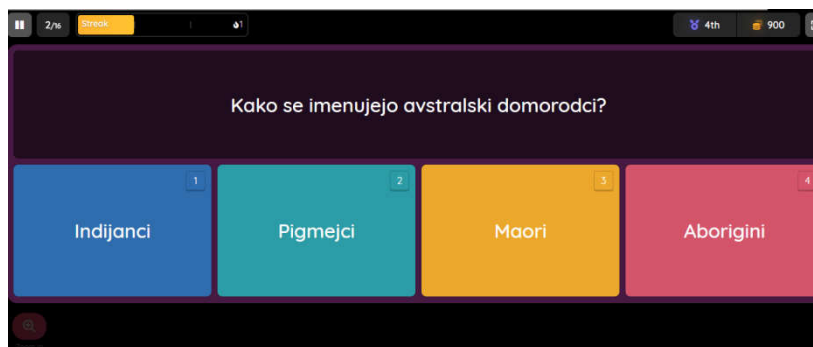 2/16
Streak
1
4th
900
Kako se imenujejo avstralski domorodci?
1
2
3
4
Indijanci
Pigmejci
Maori
Aborigini